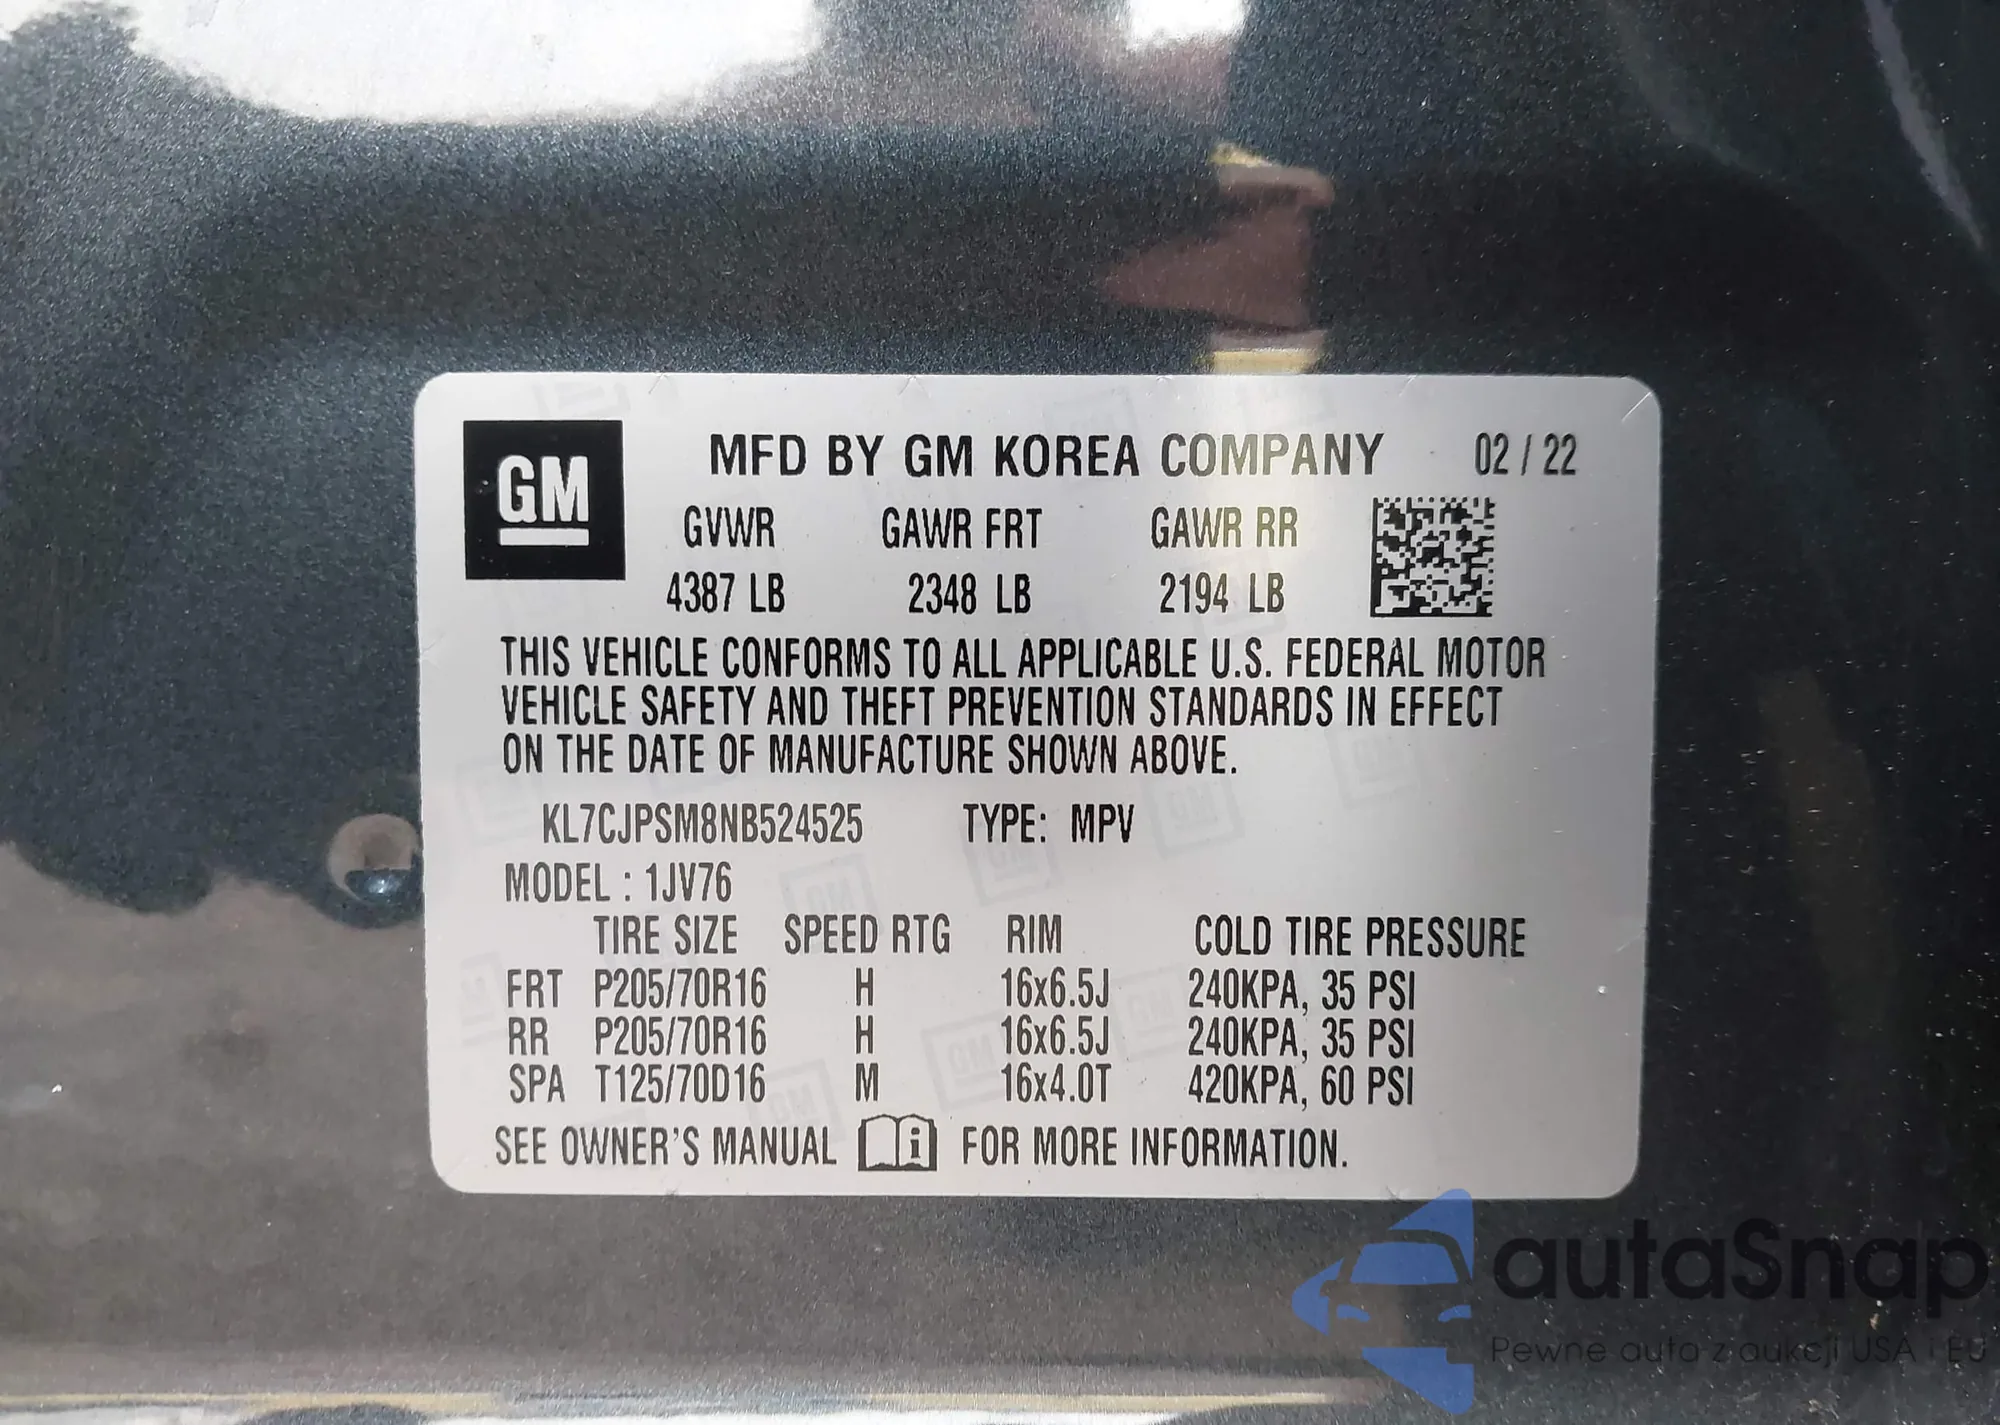 GM
MFD BY GM KOREA COMPANY 02 / 22
GVWR GAWR FRT GAWR RR
4387 LB 2348 LB 2194 LB
THIS VEHICLE CONFORMS TO ALL APPLICABLE U.S. FEDERAL MOTOR
VEHICLE SAFETY AND THEFT PREVENTION STANDARDS IN EFFECT
ON THE DATE OF MANUFACTURE SHOWN ABOVE.
KL7CJPSM8NB524525 TYPE: MPV
MODEL : 1JV76
TIRE SIZE SPEED RTG RIM COLD TIRE PRESSURE
FRT P205/70R16 H 16x6.5J 240KPA, 35 PSI
RR P205/70R16 H 16x6.5J 240KPA, 35 PSI
SPA T125/70D16 M 16x4.0T 420KPA, 60 PSI
SEE OWNER'S MANUAL i FOR MORE INFORMATION.
autaSnap
Pewne auta z aukcji USA i EU